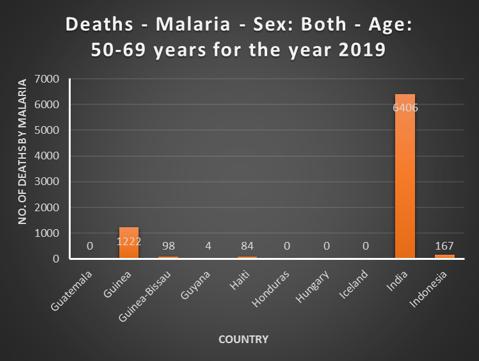 Deaths - Malaria - Sex: Both - Age:
50-69 years for the year 2019
NO. OF DEATHS BY MALARIA
7000
6000
5000
4000
3000
2000
1000
0
0
1222
98
4
84
0
0
0
6406
167
Guatemala
Guinea
Guinea-Bissau
Guyana
Haiti
Honduras
Hungary
Iceland
India
Indonesia
COUNTRY